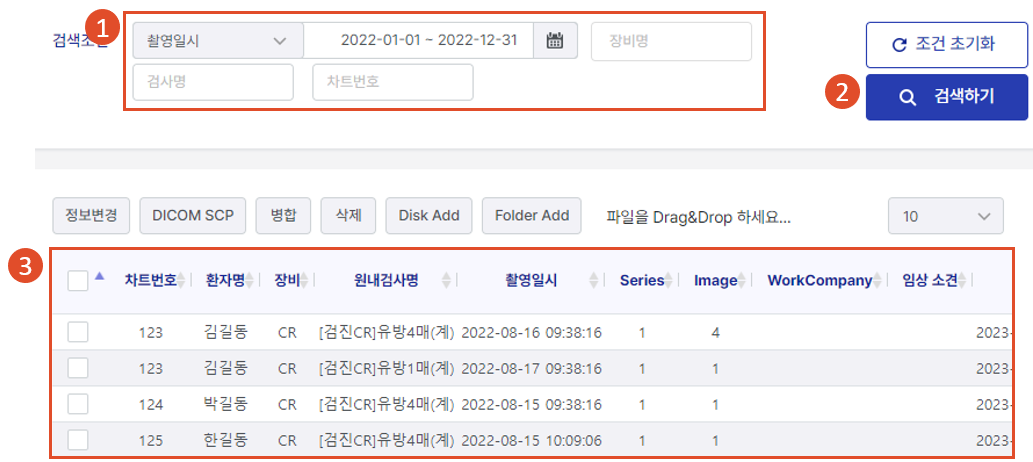 1
검색조건 촬영일시 2022-01-01 ~ 2022-12-31 장비명 조건 초기화
검사명 차트번호 2 검색하기
정보변경 DICOM SCP 병합 삭제 Disk Add Folder Add 파일을 Drag&Drop 하세요... 10
3
차트번호 환자명 장비 원내검사명 촬영일시 Series Image WorkCompany 임상 소견
123 김길동 CR [검진CR]유방4매(계) 2022-08-16 09:38:16 1 4 2023-
123 김길동 CR [검진CR]유방1매(계) 2022-08-17 09:38:16 1 1 2023-
124 박길동 CR [검진CR]유방4매(계) 2022-08-15 09:38:16 1 1 2023-
125 한길동 CR [검진CR]유방4매(계) 2022-08-15 10:09:06 1 1 2023-